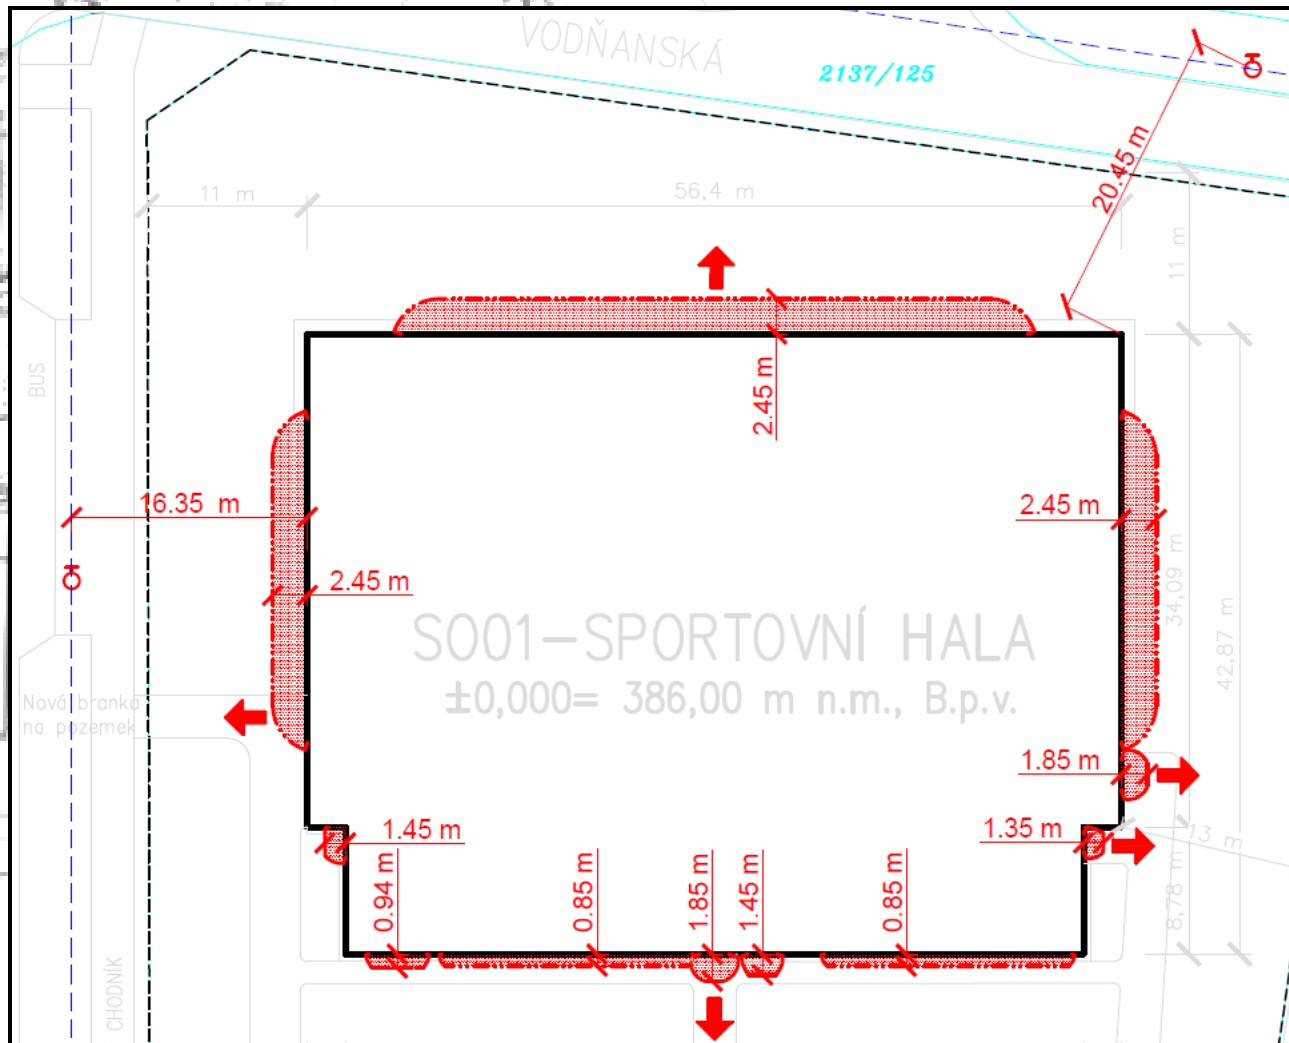 VODŇANSKÁ
2137/125
20.45 m
11 m
56,4 m
11 m
BUS
2.45 m
16.35 m
2.45 m
2.45 m
34,09 m
42,87 m
S001-SPORTOVNÍ HALA
±0,000= 386,00 m n.m., B.p.v.
Nová branka
na pozemek
1.85 m
1.45 m
1.35 m
13 m
0.94 m
0.85 m
1.85 m
1.45 m
0.85 m
8,78 m
CHODNÍK